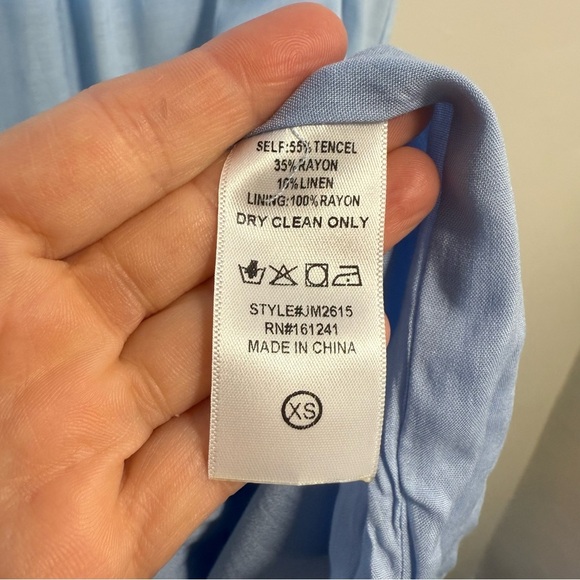 SELF:55%TENCEL
35%RAYON
10%LINEN
LINING:100%RAYON
DRY CLEAN ONLY
STYLE#JM2615
RN#161241
MADE IN CHINA
XS